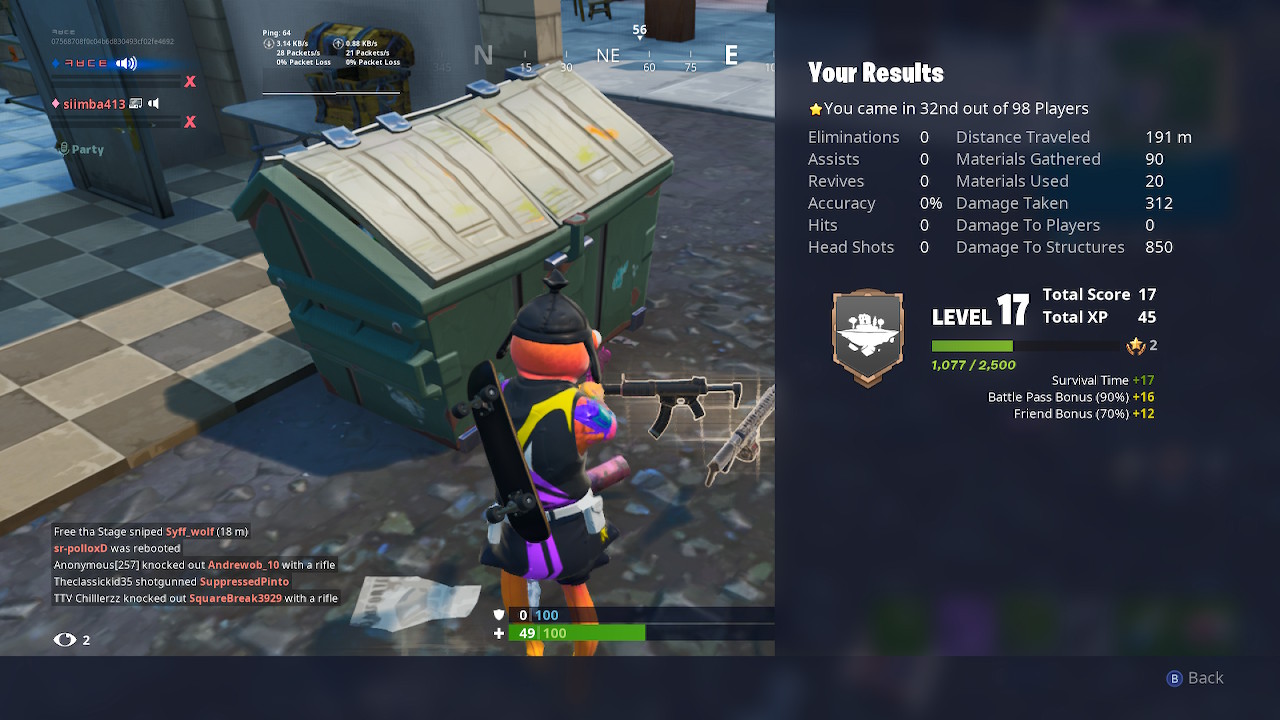 07568708f0c04b6d830493cf02fe4692
siimba413
X
X
Party
Ping: 64
3.14 KB/s 0.88 KB/s
28 Packets/s 21 Packets/s
0% Packet Loss 0% Packet Loss
56
345 N 15 30 NE 60 75 E
Your Results
You came in 32nd out of 98 Players
Eliminations 0 Distance Traveled 191 m
Assists 0 Materials Gathered 90
Revives 0 Materials Used 20
Accuracy 0% Damage Taken 312
Hits 0 Damage To Players 0
Head Shots 0 Damage To Structures 850
LEVEL 17
Total Score 17
Total XP 45
2
1,077 / 2,500
Survival Time +17
Battle Pass Bonus (90%) +16
Friend Bonus (70%) +12
Free tha Stage sniped Syff_wolf (18 m)
sr-polloxD was rebooted
Anonymous[257] knocked out Andrewob_10 with a rifle
Theclassickid35 shotgunned SuppressedPinto
TTV Chilllerzz knocked out SquareBreak3929 with a rifle
2
0 100
49 100
B Back